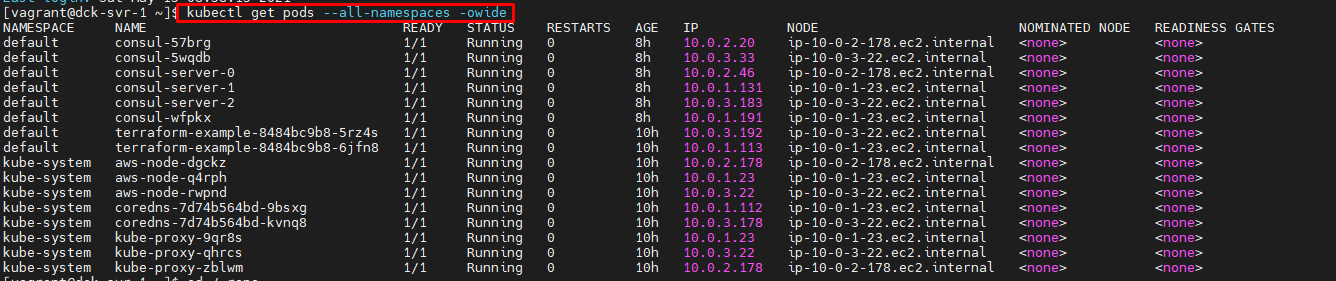 [vagrant@dck-svr-1 ~]$ kubectl get pods --all-namespaces -owide
NAMESPACE NAME READY STATUS RESTARTS AGE IP NODE NOMINATED NODE READINESS GATES
default consul-57brg 1/1 Running 0 8h 10.0.2.20 ip-10-0-2-178.ec2.internal <none> <none>
default consul-5wqdb 1/1 Running 0 8h 10.0.3.33 ip-10-0-3-22.ec2.internal <none> <none>
default consul-server-0 1/1 Running 0 8h 10.0.2.46 ip-10-0-2-178.ec2.internal <none> <none>
default consul-server-1 1/1 Running 0 8h 10.0.1.131 ip-10-0-1-23.ec2.internal <none> <none>
default consul-server-2 1/1 Running 0 8h 10.0.3.183 ip-10-0-3-22.ec2.internal <none> <none>
default consul-wfpkx 1/1 Running 0 8h 10.0.1.191 ip-10-0-1-23.ec2.internal <none> <none>
default terraform-example-8484bc9b8-5rz4s 1/1 Running 0 10h 10.0.3.192 ip-10-0-3-22.ec2.internal <none> <none>
default terraform-example-8484bc9b8-6jfn8 1/1 Running 0 10h 10.0.1.113 ip-10-0-1-23.ec2.internal <none> <none>
kube-system aws-node-dgckz 1/1 Running 0 10h 10.0.2.178 ip-10-0-2-178.ec2.internal <none> <none>
kube-system aws-node-q4rph 1/1 Running 0 10h 10.0.1.23 ip-10-0-1-23.ec2.internal <none> <none>
kube-system aws-node-rwpnd 1/1 Running 0 10h 10.0.3.22 ip-10-0-3-22.ec2.internal <none> <none>
kube-system coredns-7d74b564bd-9bsxg 1/1 Running 0 10h 10.0.1.112 ip-10-0-1-23.ec2.internal <none> <none>
kube-system coredns-7d74b564bd-kvnq8 1/1 Running 0 10h 10.0.3.178 ip-10-0-3-22.ec2.internal <none> <none>
kube-system kube-proxy-9qr8s 1/1 Running 0 10h 10.0.1.23 ip-10-0-1-23.ec2.internal <none> <none>
kube-system kube-proxy-qhrcs 1/1 Running 0 10h 10.0.3.22 ip-10-0-3-22.ec2.internal <none> <none>
kube-system kube-proxy-zblwm 1/1 Running 0 10h 10.0.2.178 ip-10-0-2-178.ec2.internal <none> <none>